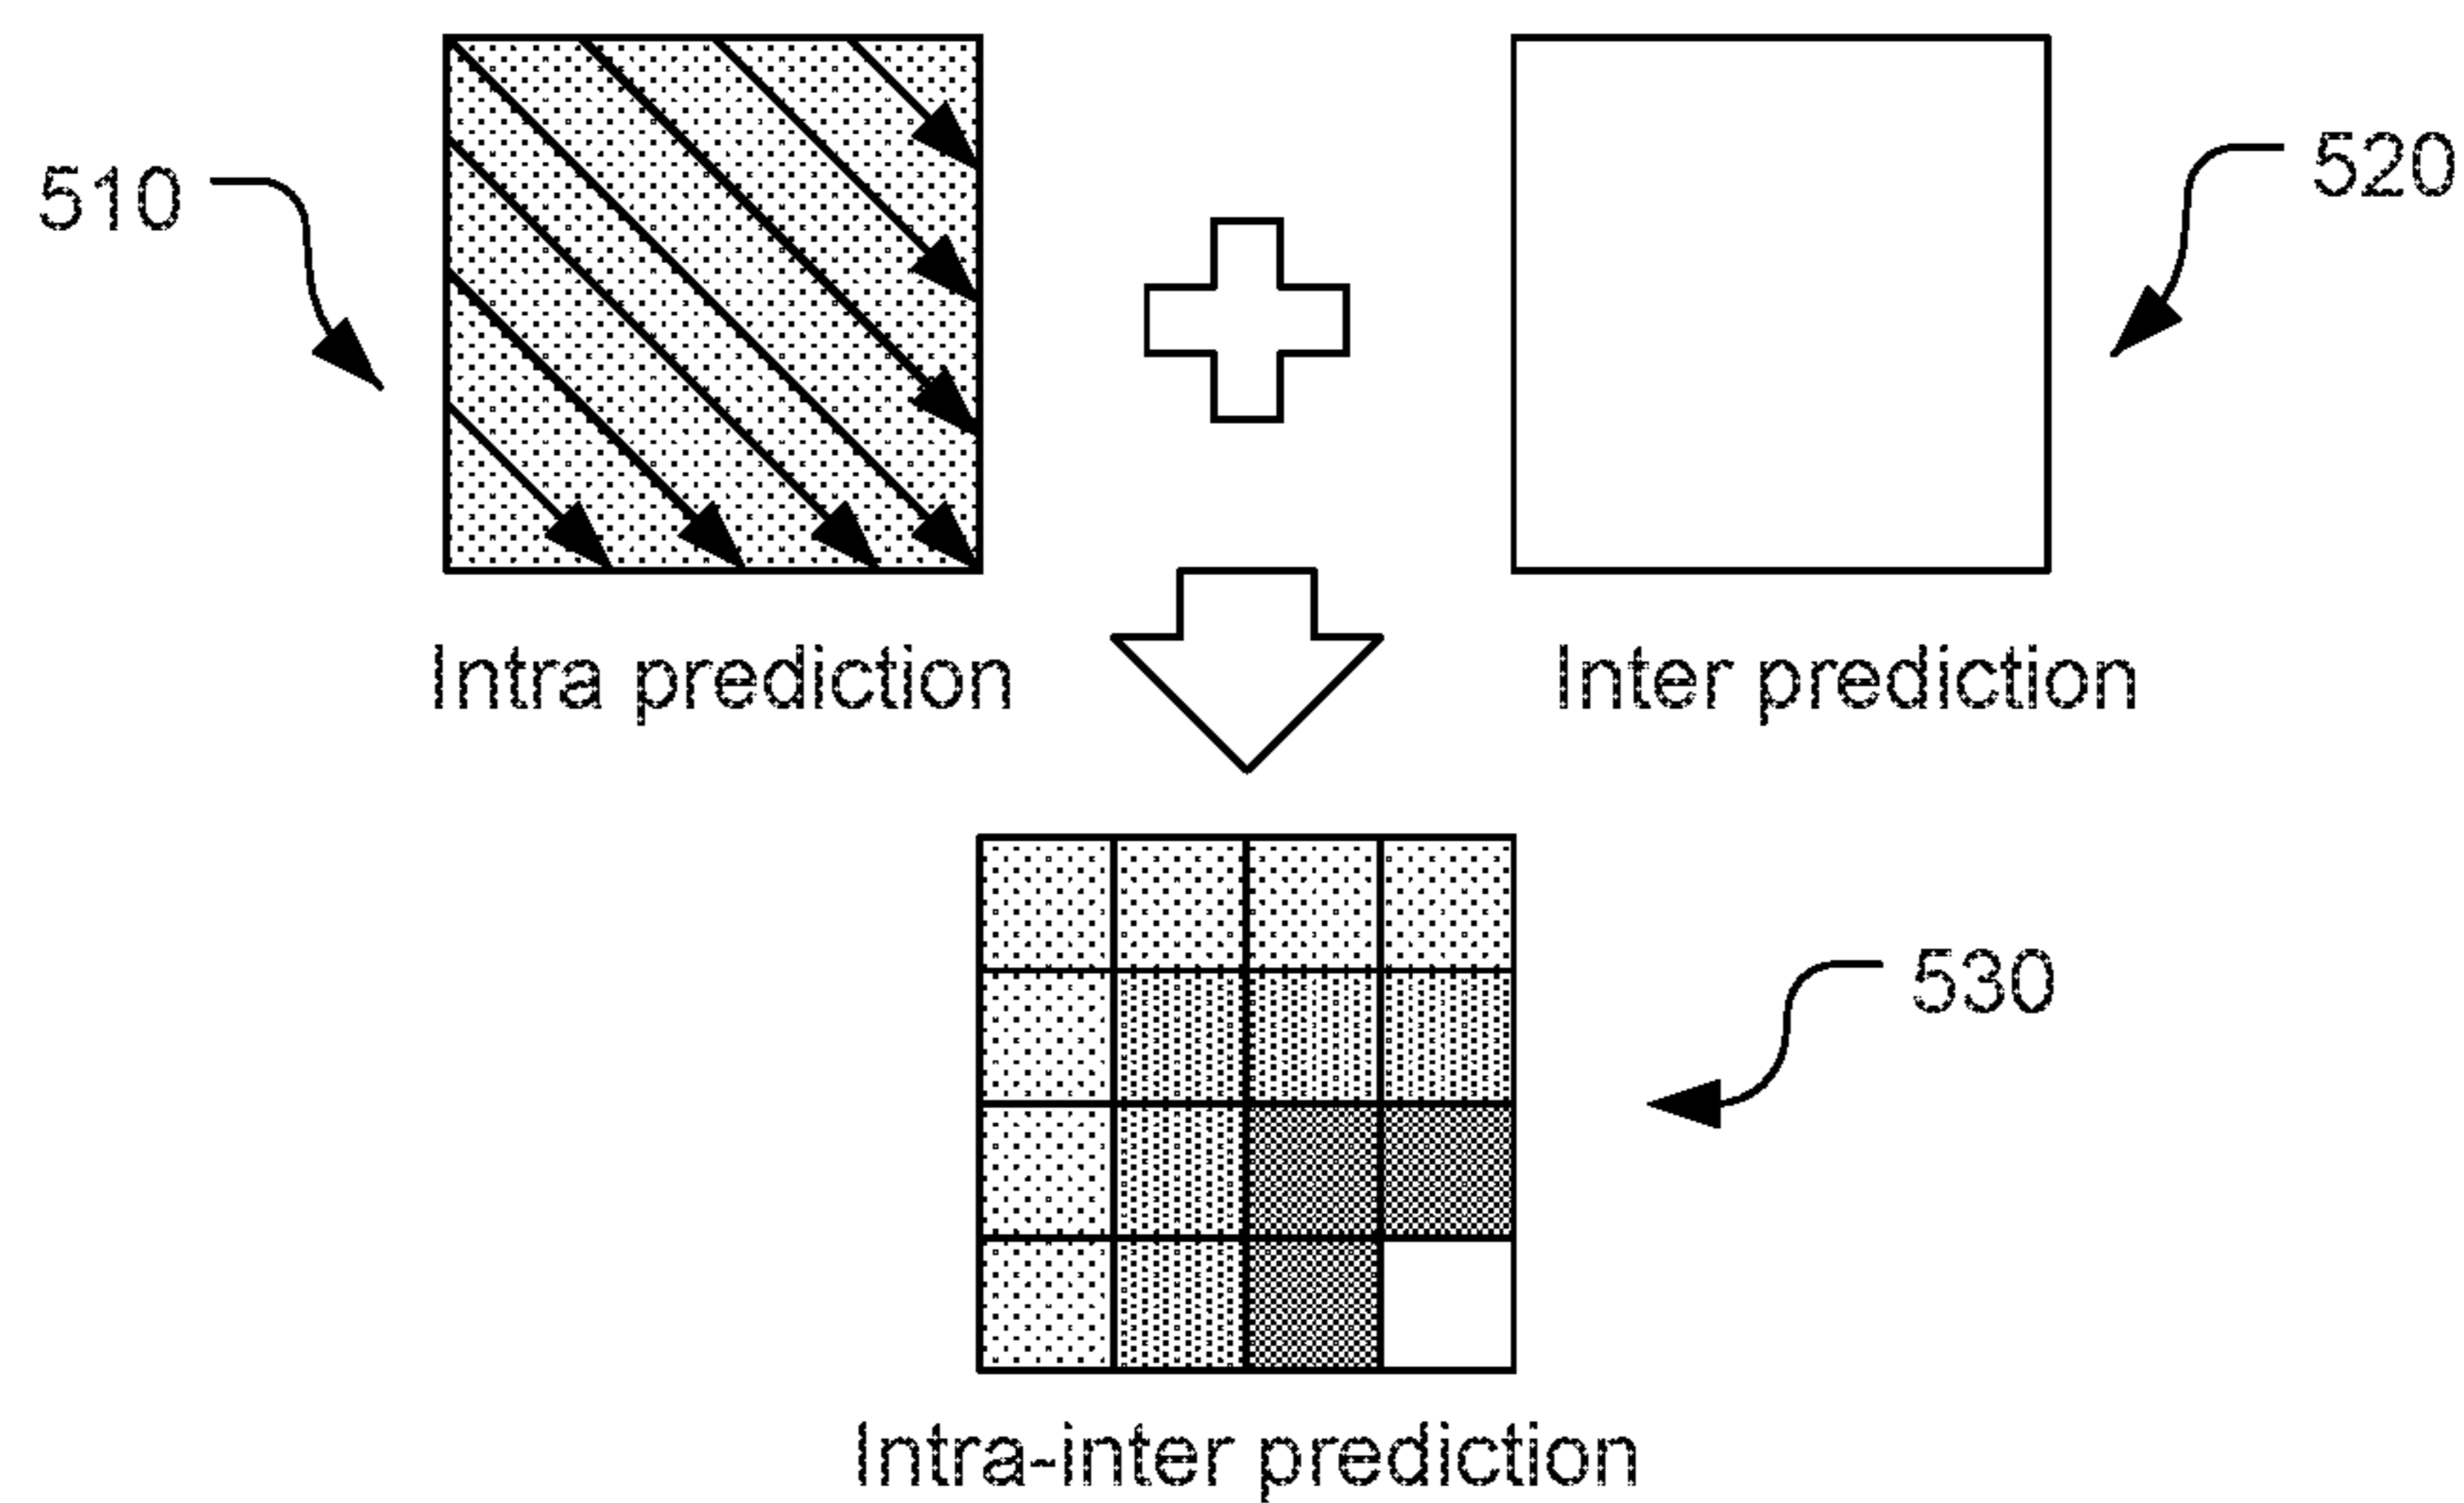 510
520
Intra prediction
Inter prediction
530
Intra-inter prediction